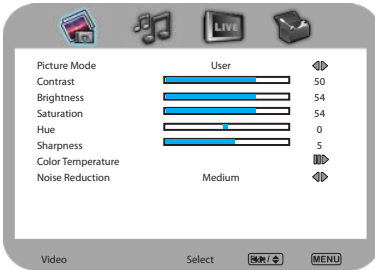 LIVE
Picture Mode User
Contrast 50
Brightness 54
Saturation 54
Hue 0
Sharpness 5
Color Temperature
Noise Reduction Medium
Video Select / MENU